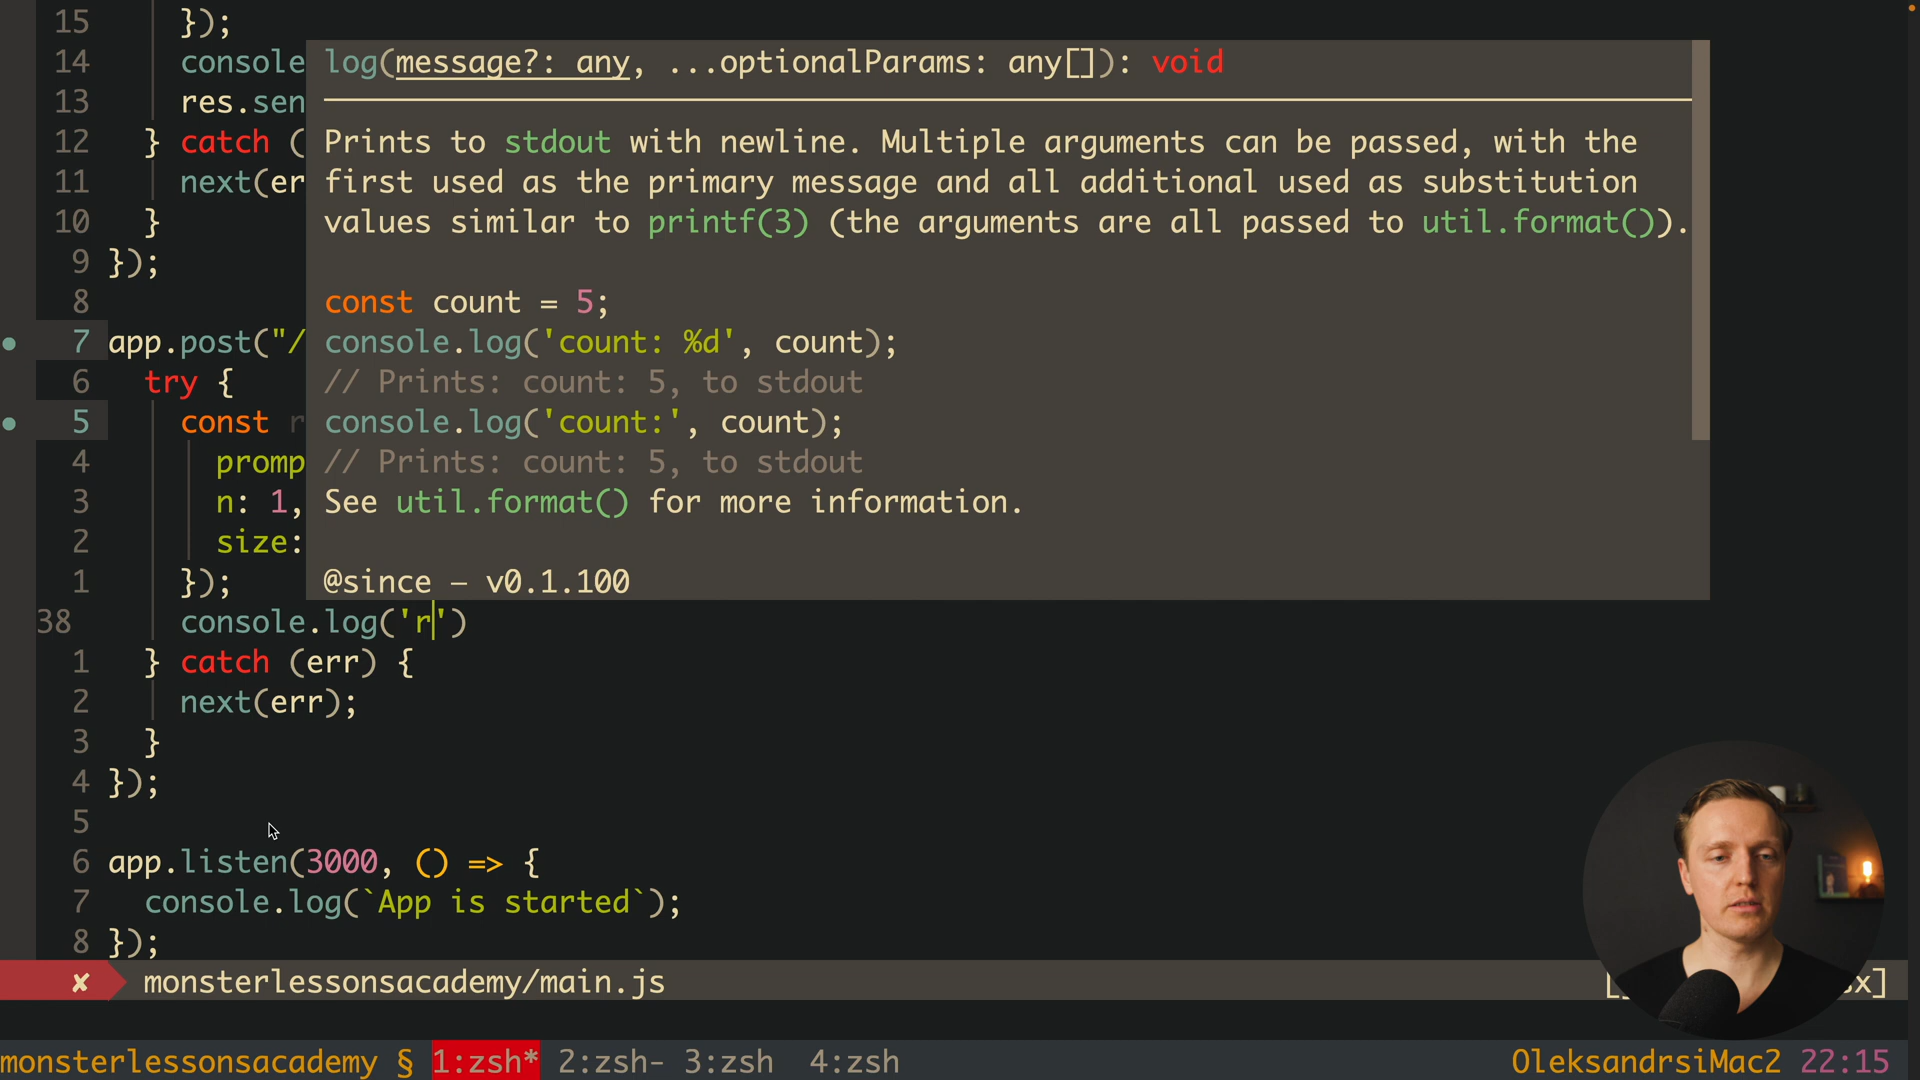 15 });
14 console log(message?: any, ...optionalParams: any[]): void
13 res.sen
12 } catch ( Prints to stdout with newline. Multiple arguments can be passed, with the
11 next(er first used as the primary message and all additional used as substitution
10 } values similar to printf(3) (the arguments are all passed to util.format()).
9 });
8 const count = 5;
7 app.post("/ console.log('count: %d', count);
6 try { // Prints: count: 5, to stdout
5 const r console.log('count:', count);
4 promp // Prints: count: 5, to stdout
3 n: 1, See util.format() for more information.
2 size:
1 }); @since — v0.1.100
38 console.log('r')
1 } catch (err) {
2 next(err);
3 }
4 });
5
6 app.listen(3000, () => {
7 console.log(`App is started`);
8 });
✘ monsterlessonsacademy/main.js [ sx]
monsterlessonsacademy § 1:zsh* 2:zsh- 3:zsh 4:zsh OleksandrsiMac2 22:15